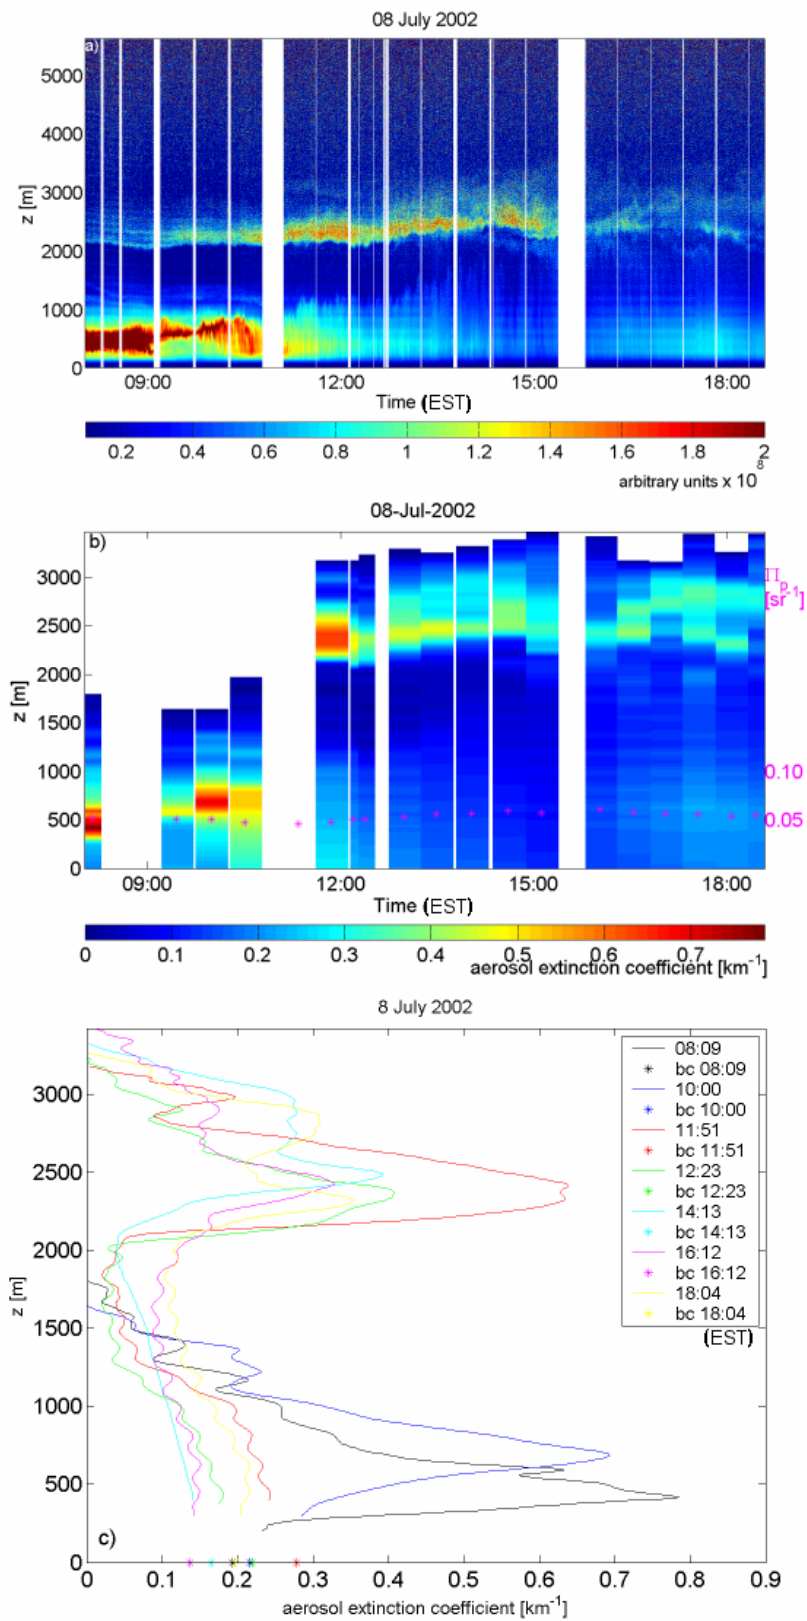 08 July 2002
a)
5000
4000
3000
2000
1000
0
z [m]
09:00 12:00 15:00 18:00
Time (EST)
0.2 0.4 0.6 0.8 1 1.2 1.4 1.6 1.8 2
arbitrary units x 10^8
08-Jul-2002
b)
3000
2500
2000
1500
1000
500
0
z [m]
Πp
[sr-1]
0.10
0.05
09:00 12:00 15:00 18:00
Time (EST)
0 0.1 0.2 0.3 0.4 0.5 0.6 0.7
aerosol extinction coefficient [km-1]
8 July 2002
3000
2500
2000
1500
1000
500
0
z [m]
08:09
bc 08:09
10:00
bc 10:00
11:51
bc 11:51
12:23
bc 12:23
14:13
bc 14:13
16:12
bc 16:12
18:04
bc 18:04
(EST)
c)
0 0.1 0.2 0.3 0.4 0.5 0.6 0.7 0.8 0.9
aerosol extinction coefficient [km-1]